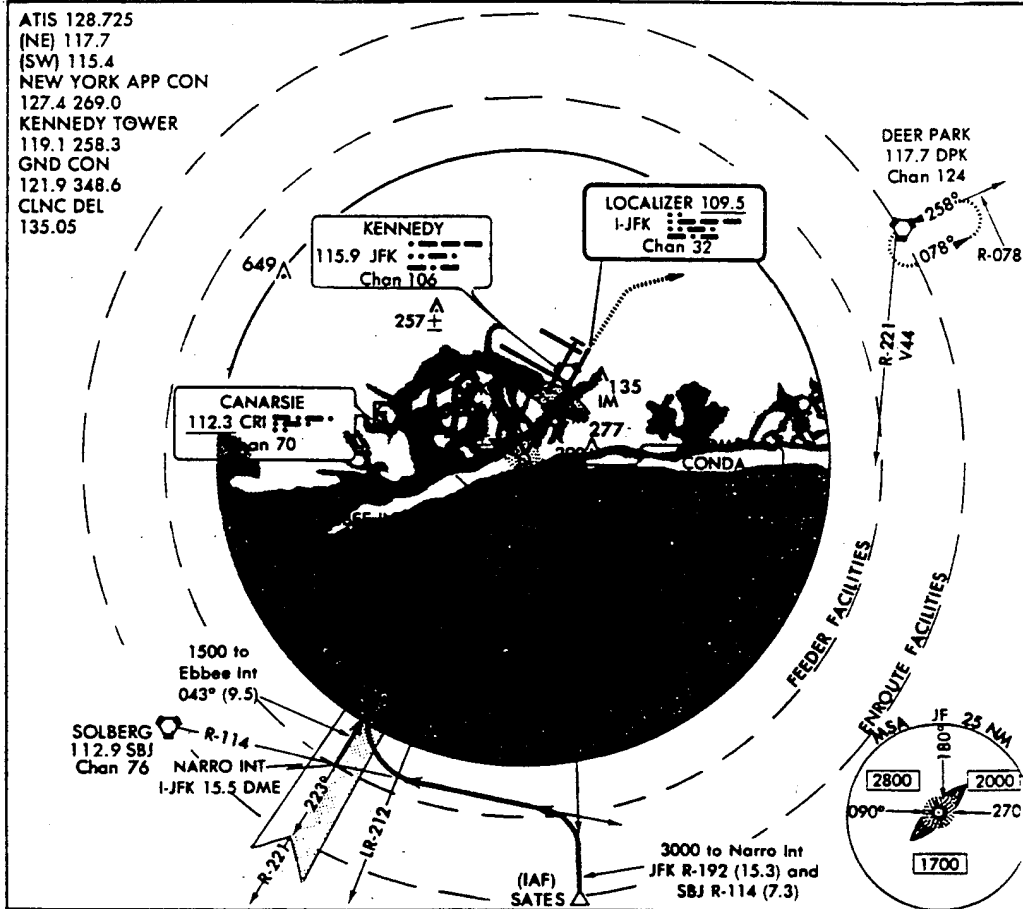 ATIS 128.725
(NE) 117.7
(SW) 115.4
NEW YORK APP CON
127.4 269.0
KENNEDY TOWER
119.1 258.3
GND CON
121.9 348.6
CLNC DEL
135.05
DEER PARK
117.7 DPK
Chan 124
258°
078°
R-078
R-221
V44
LOCALIZER 109.5
I-JFK
Chan 32
KENNEDY
115.9 JFK
Chan 106
649
257±
135
IM
277
CANARSIE
112.3 CRI
an 70
CONDA
FEEDER FACILITIES
ENROUTE FACILITIES
1500 to
Ebbee Int
043° (9.5)
SOLBERG
112.9 SBJ
Chan 76
R-114
NARRO INT
I-JFK 15.5 DME
223°
R-221
LR-212
(IAF)
SATES
3000 to Narro Int
JFK R-192 (15.3) and
SBJ R-114 (7.3)
MSA JF 25 NM
180°
2800
2000
090°
270
1700